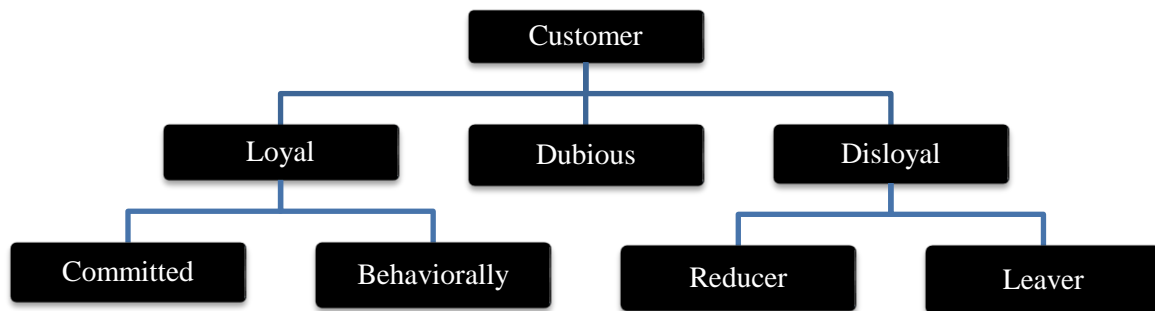 Customer
Loyal
Dubious
Disloyal
Committed
Behaviorally
Reducer
Leaver